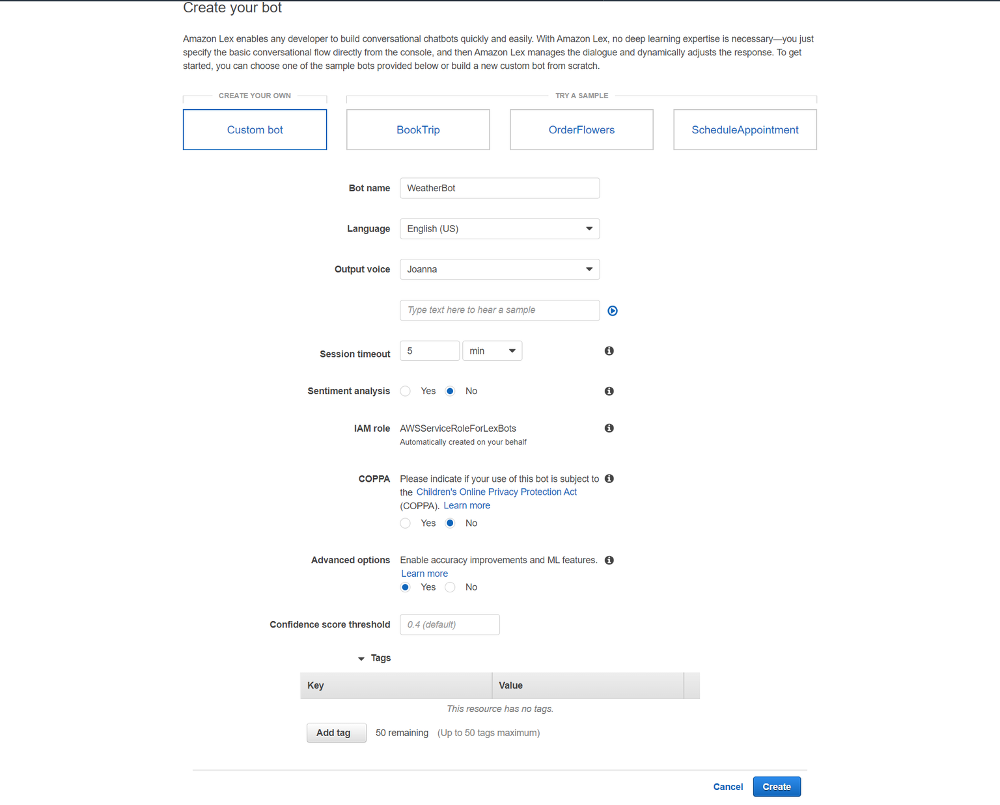 Create your bot
Amazon Lex enables any developer to build conversational chatbots quickly and easily. With Amazon Lex, no deep learning expertise is necessary—you just
specify the basic conversational flow directly from the console, and then Amazon Lex manages the dialogue and dynamically adjusts the response. To get
started, you can choose one of the sample bots provided below or build a new custom bot from scratch.
CREATE YOUR OWN TRY A SAMPLE
Custom bot BookTrip OrderFlowers ScheduleAppointment
Bot name WeatherBot
Language English (US)
Output voice Joanna
Type text here to hear a sample
Session timeout 5 min
Sentiment analysis Yes No
IAM role AWSServiceRoleForLexBots
Automatically created on your behalf
COPPA Please indicate if your use of this bot is subject to
the Children's Online Privacy Protection Act
(COPPA). Learn more
Yes No
Advanced options Enable accuracy improvements and ML features.
Learn more
Yes No
Confidence score threshold 0.4 (default)
Tags
Key Value
This resource has no tags.
Add tag 50 remaining (Up to 50 tags maximum)
Cancel Create